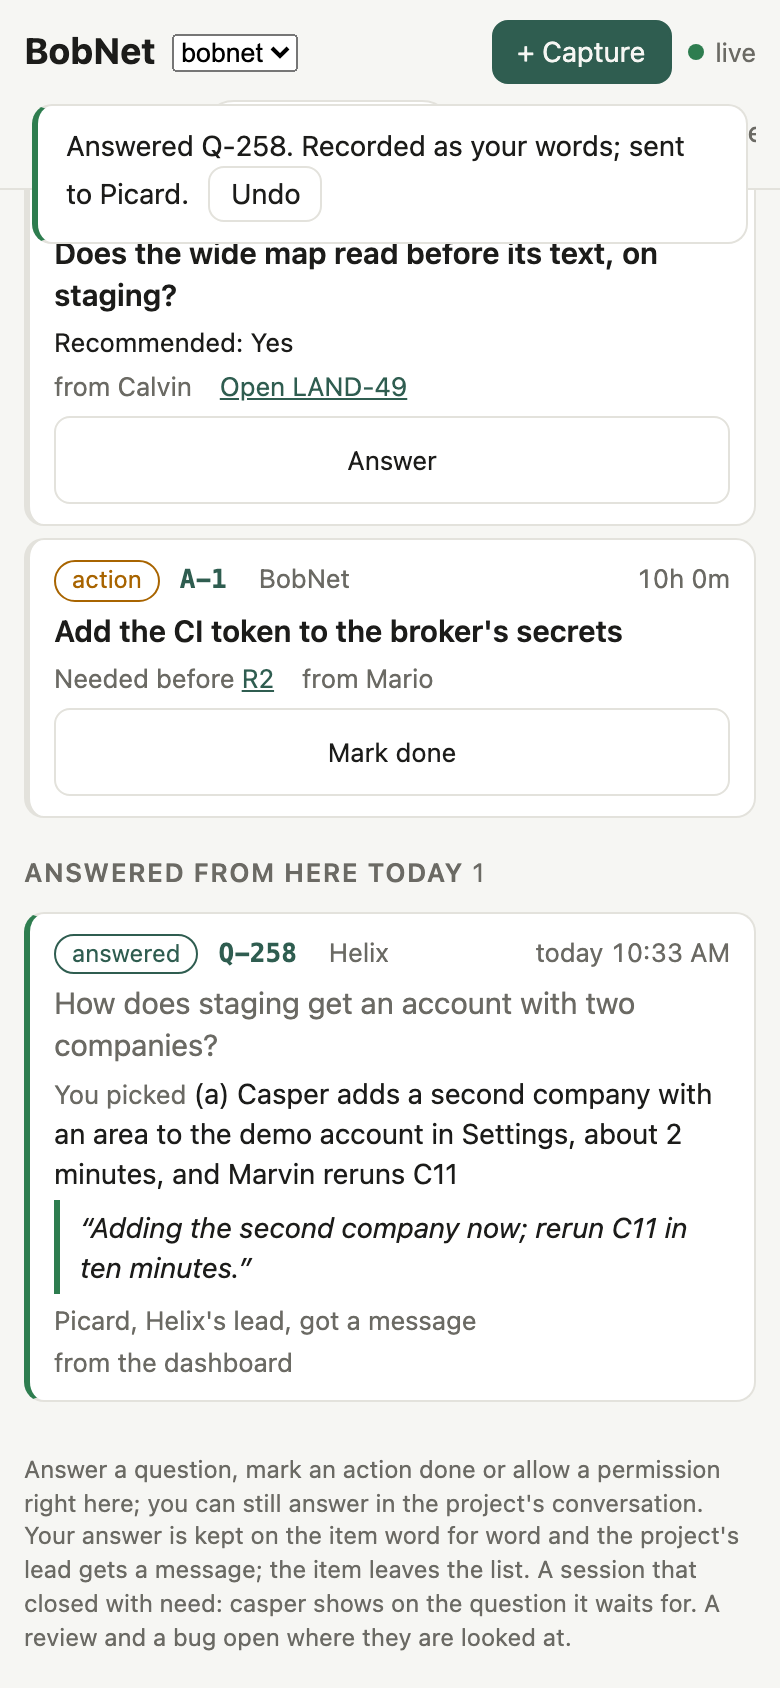 BobNet bobnet + Capture live
Answered Q-258. Recorded as your words; sent
to Picard. Undo
Does the wide map read before its text, on
staging?
Recommended: Yes
from Calvin Open LAND-49
Answer
action A–1 BobNet 10h 0m
Add the CI token to the broker's secrets
Needed before R2 from Mario
Mark done
ANSWERED FROM HERE TODAY 1
answered Q–258 Helix today 10:33 AM
How does staging get an account with two
companies?
You picked (a) Casper adds a second company with
an area to the demo account in Settings, about 2
minutes, and Marvin reruns C11
“Adding the second company now; rerun C11 in
ten minutes.”
Picard, Helix's lead, got a message
from the dashboard
Answer a question, mark an action done or allow a permission
right here; you can still answer in the project's conversation.
Your answer is kept on the item word for word and the project's
lead gets a message; the item leaves the list. A session that
closed with need: casper shows on the question it waits for. A
review and a bug open where they are looked at.